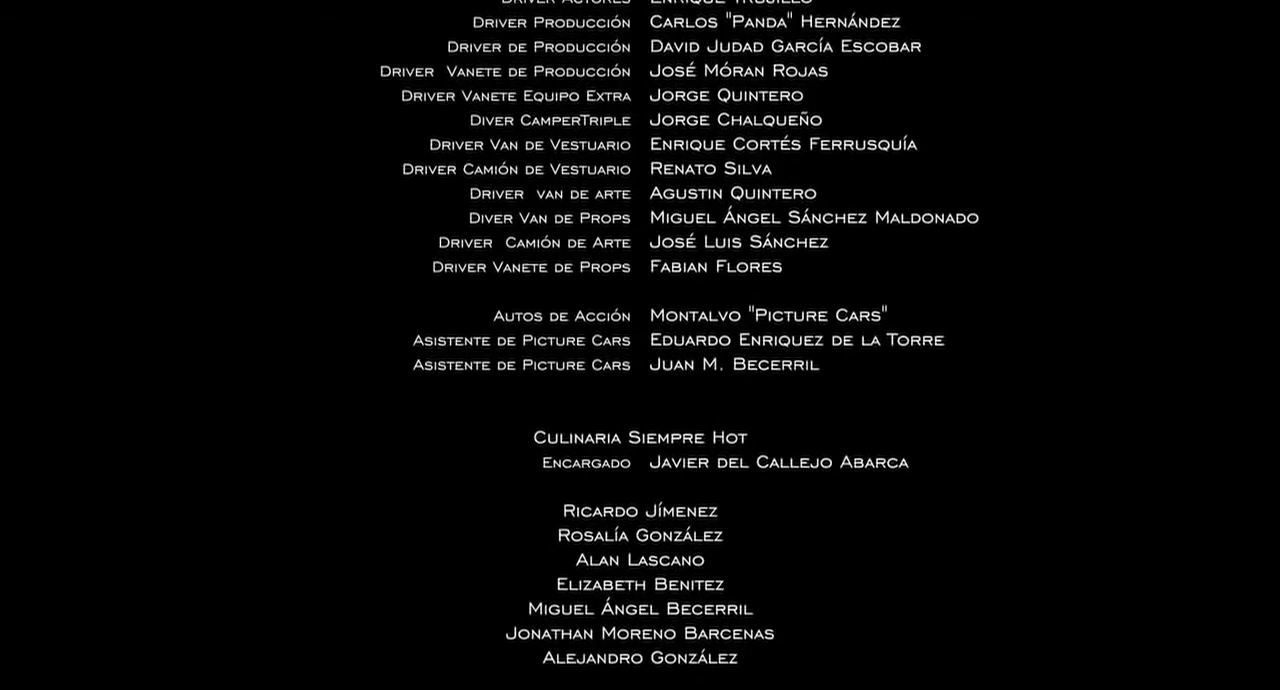 Driver Actores Enrique Trujillo
Driver Producción Carlos "Panda" Hernández
Driver de Producción David Judad García Escobar
Driver Vanete de Producción José Móran Rojas
Driver Vanete Equipo Extra Jorge Quintero
Diver CamperTriple Jorge Chalqueño
Driver Van de Vestuario Enrique Cortés Ferrusquía
Driver Camión de Vestuario Renato Silva
Driver van de arte Agustin Quintero
Diver Van de Props Miguel Ángel Sánchez Maldonado
Driver Camión de Arte José Luis Sánchez
Driver Vanete de Props Fabian Flores
Autos de Acción Montalvo "Picture Cars"
Asistente de Picture Cars Eduardo Enriquez de la Torre
Asistente de Picture Cars Juan M. Becerril
Culinaria Siempre Hot
Encargado Javier del Callejo Abarca
Ricardo Jímenez
Rosalía González
Alan Lascano
Elizabeth Benitez
Miguel Ángel Becerril
Jonathan Moreno Barcenas
Alejandro González